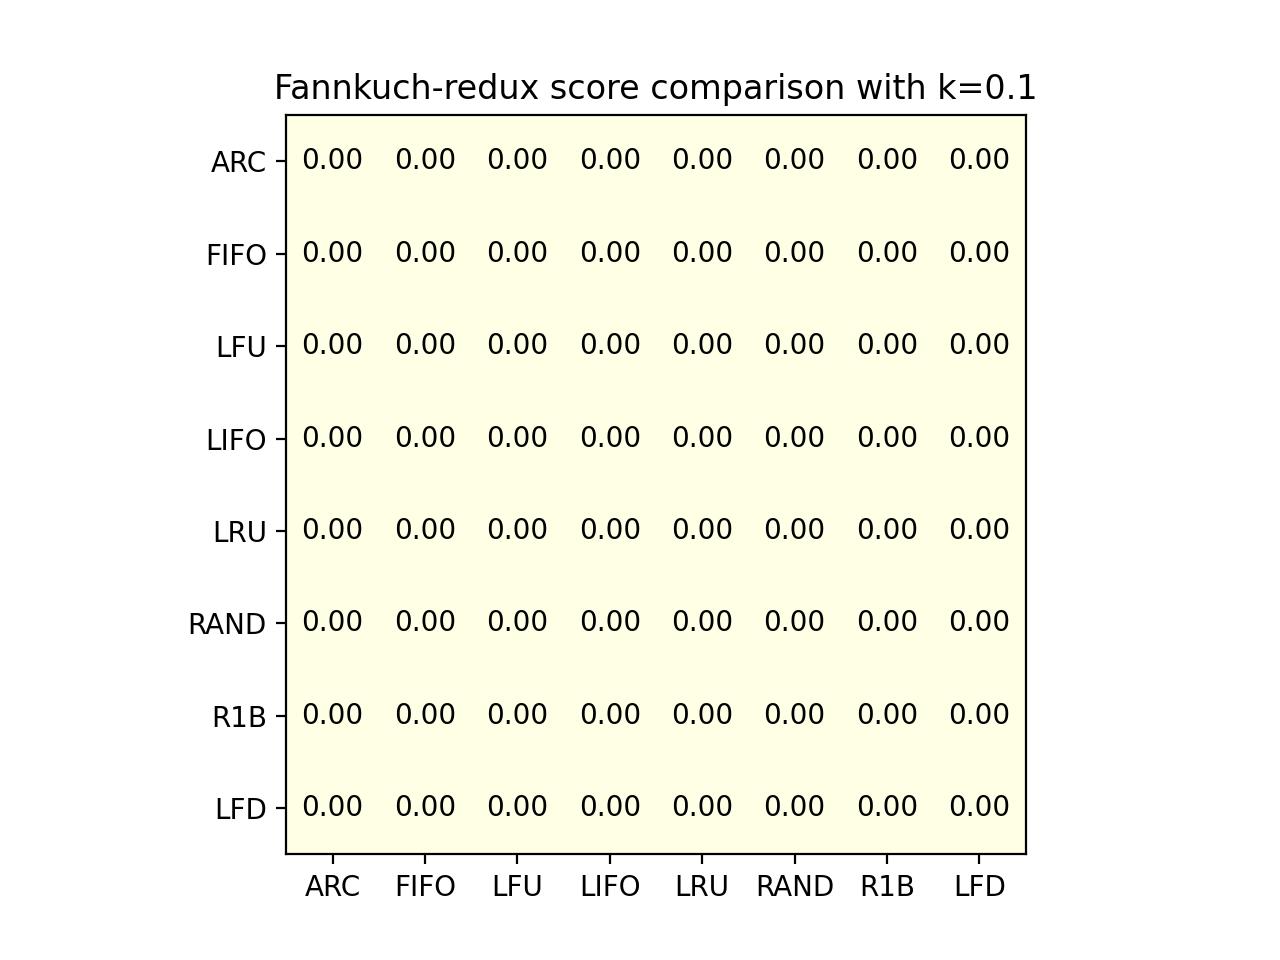 Fannkuch-redux score comparison with k=0.1
ARC 0.00 0.00 0.00 0.00 0.00 0.00 0.00 0.00
FIFO 0.00 0.00 0.00 0.00 0.00 0.00 0.00 0.00
LFU 0.00 0.00 0.00 0.00 0.00 0.00 0.00 0.00
LIFO 0.00 0.00 0.00 0.00 0.00 0.00 0.00 0.00
LRU 0.00 0.00 0.00 0.00 0.00 0.00 0.00 0.00
RAND 0.00 0.00 0.00 0.00 0.00 0.00 0.00 0.00
R1B 0.00 0.00 0.00 0.00 0.00 0.00 0.00 0.00
LFD 0.00 0.00 0.00 0.00 0.00 0.00 0.00 0.00
ARC FIFO LFU LIFO LRU RAND R1B LFD